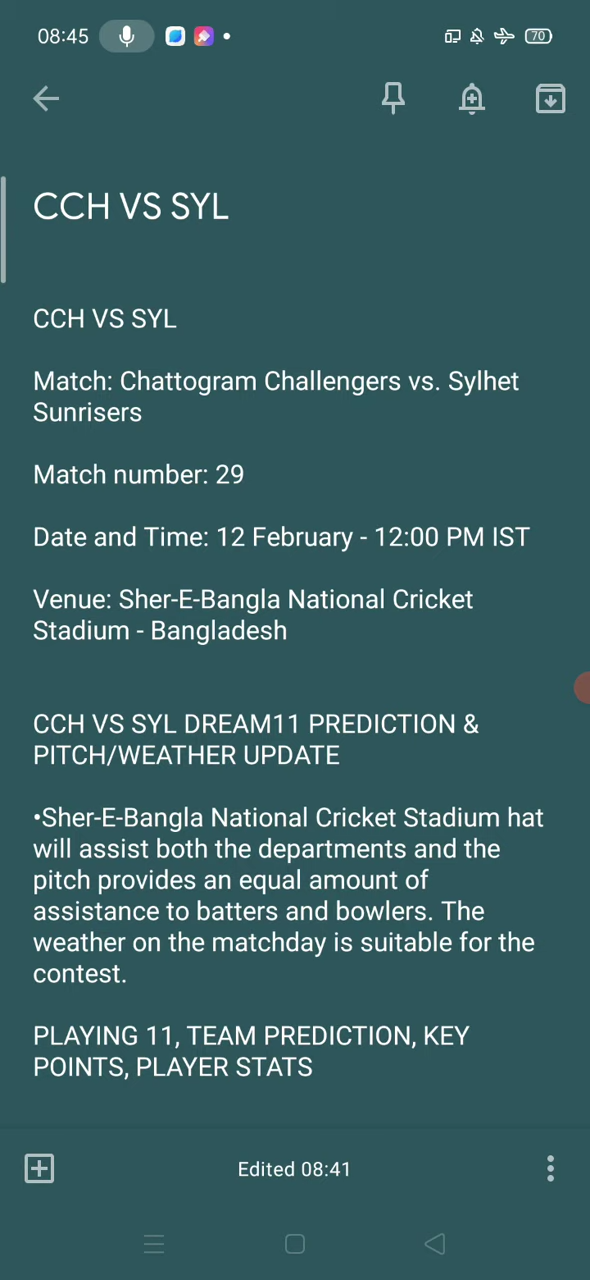 08:45
70
CCH VS SYL
CCH VS SYL
Match: Chattogram Challengers vs. Sylhet
Sunrisers
Match number: 29
Date and Time: 12 February - 12:00 PM IST
Venue: Sher-E-Bangla National Cricket
Stadium - Bangladesh
CCH VS SYL DREAM11 PREDICTION &
PITCH/WEATHER UPDATE
•Sher-E-Bangla National Cricket Stadium hat
will assist both the departments and the
pitch provides an equal amount of
assistance to batters and bowlers. The
weather on the matchday is suitable for the
contest.
PLAYING 11, TEAM PREDICTION, KEY
POINTS, PLAYER STATS
Edited 08:41